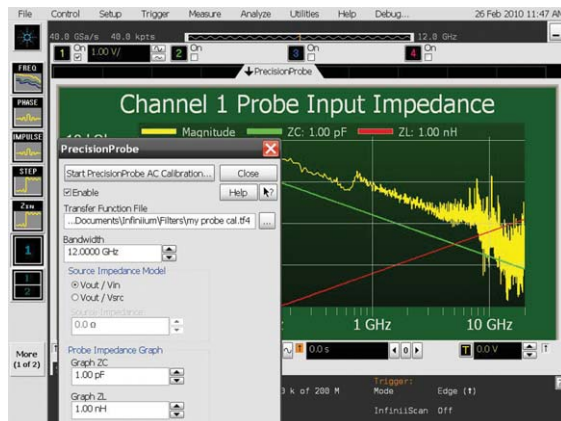 File Control Setup Trigger Measure Analyze Utilities Help Debug... 26 Feb 2010 11:47 AM
40.0 GSa/s 40.0 kpts 12.0 GHz
1 On 1.00 V/ 2 On 3 On 4 On
PrecisionProbe
FREQ
PHASE
IMPULSE
STEP
ZIN
1
1
2
More
(1 of 2)
Channel 1 Probe Input Impedance
Magnitude ZC: 1.00 pF ZL: 1.00 nH
PrecisionProbe
Start PrecisionProbe AC Calibration... Close
Enable Help
Transfer Function File
...Documents\Infiniium\Filters\my probe cal.tf4 ...
Bandwidth
12.0000 GHz
Source Impedance Model
Vout / Vin
Vout / Vsrc
Source Impedance
0.0 Ω
Probe Impedance Graph
Graph ZC
1.00 pF
Graph ZL
1.00 nH
1 GHz 10 GHz
0.0 s 0 T 0.0 V
k of 200 M
Trigger:
Mode Edge (↑)
InfiniiScan Off